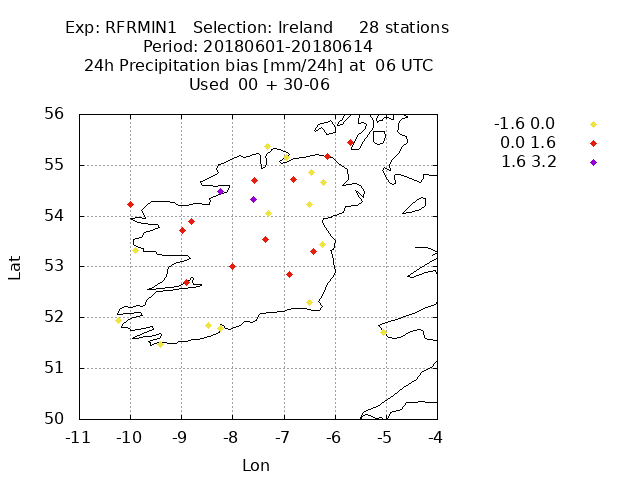 Exp: RFRMIN1 Selection: Ireland 28 stations
Period: 20180601-20180614
24h Precipitation bias [mm/24h] at 06 UTC
Used 00 + 30-06
-1.6 0.0
0.0 1.6
1.6 3.2
56
55
54
53
52
51
50
Lat
-11 -10 -9 -8 -7 -6 -5 -4
Lon